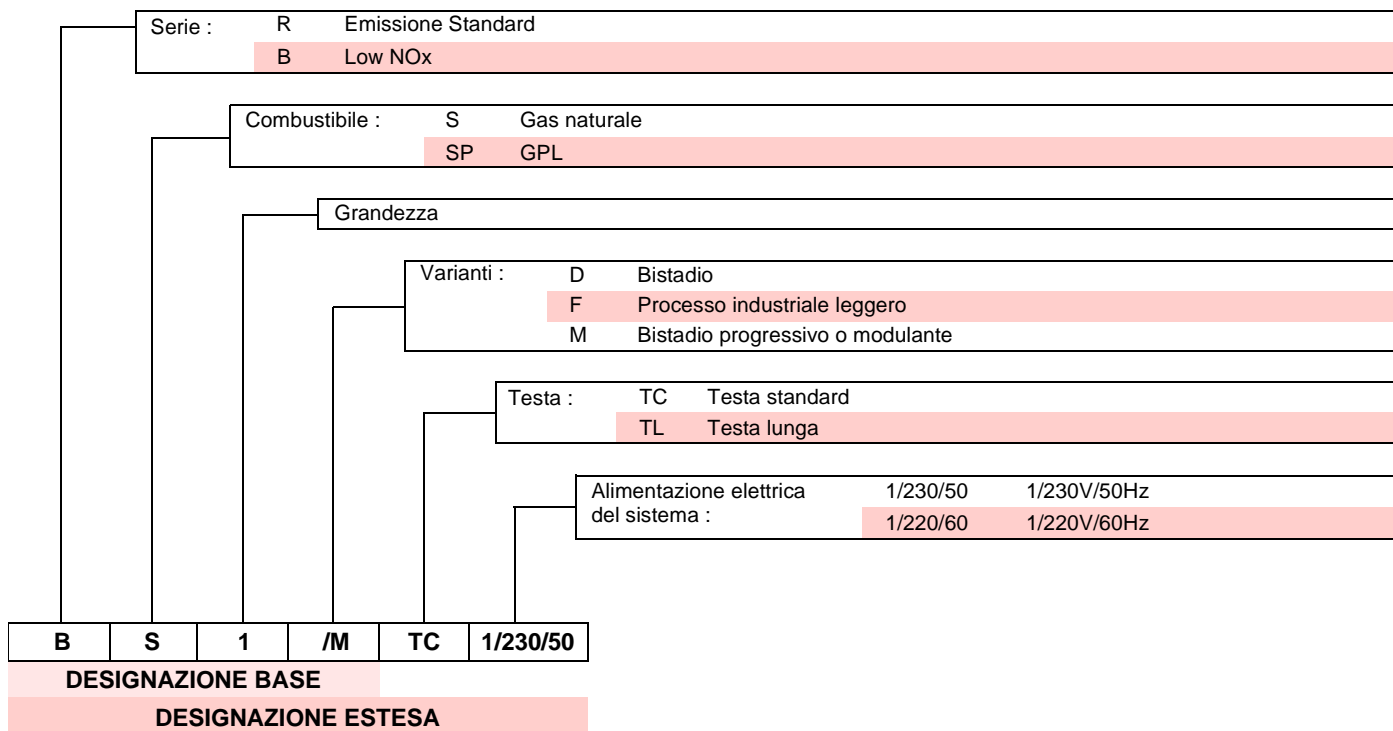 Serie : R Emissione Standard
B Low NOx
Combustibile : S Gas naturale
SP GPL
Grandezza
Varianti : D Bistadio
F Processo industriale leggero
M Bistadio progressivo o modulante
Testa : TC Testa standard
TL Testa lunga
Alimentazione elettrica 1/230/50 1/230V/50Hz
del sistema : 1/220/60 1/220V/60Hz
B S 1 /M TC 1/230/50
DESIGNAZIONE BASE
DESIGNAZIONE ESTESA